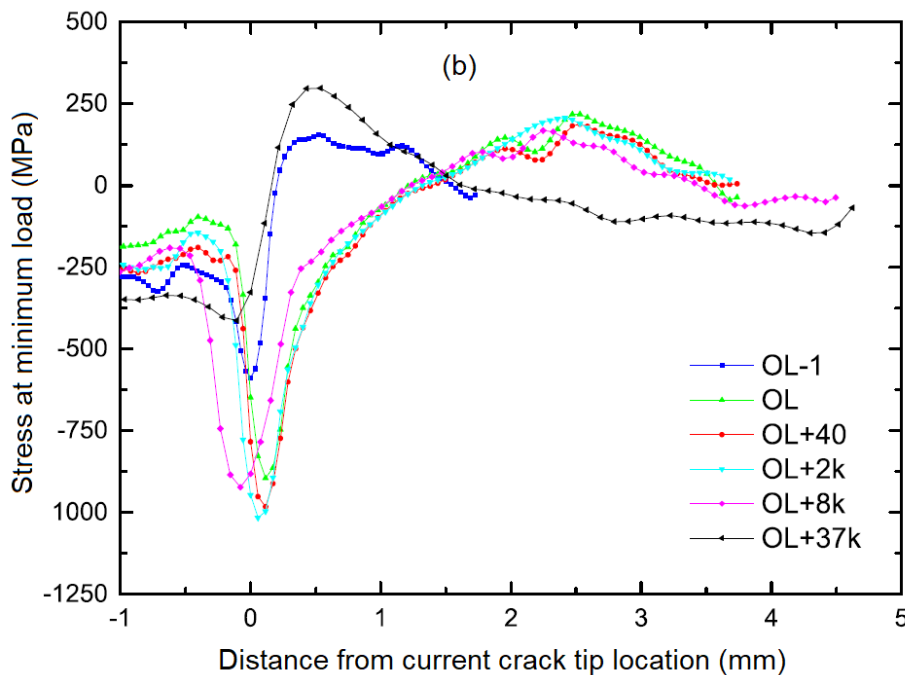 (b)
Stress at minimum load (MPa)
500
250
0
-250
-500
-750
1000
-1250
-1
0
1
2
3
4
5
Distance from current crack tip location (mm)
OL-1
OL
OL+40
OL+2k
OL+8k
OL+37k